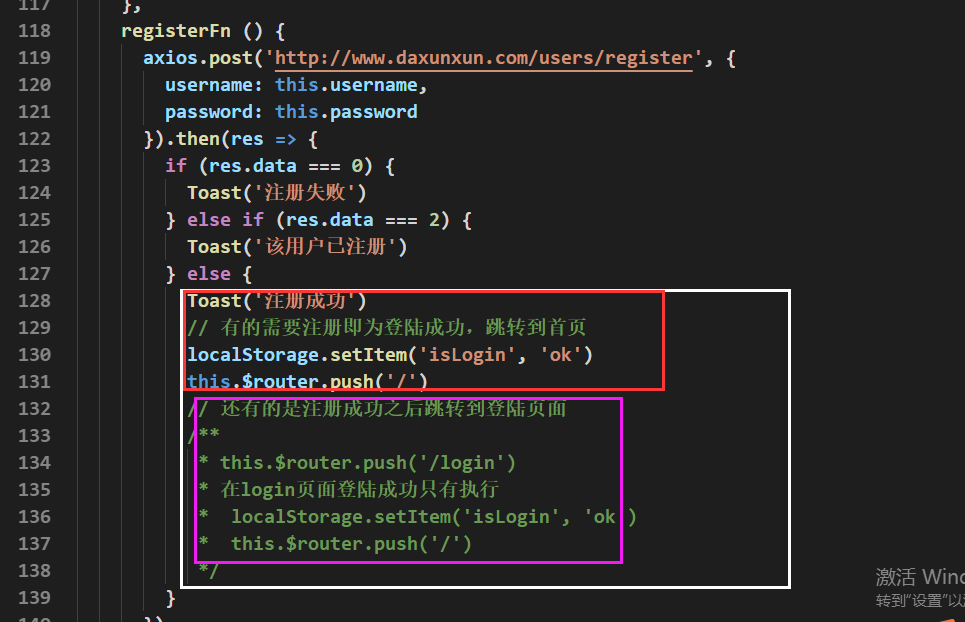 117 },
118 registerFn () {
119 axios.post('http://www.daxunxun.com/users/register', {
120 username: this.username,
121 password: this.password
122 }).then(res => {
123 if (res.data === 0) {
124 Toast('注册失败')
125 } else if (res.data === 2) {
126 Toast('该用户已注册')
127 } else {
128 Toast('注册成功')
129 // 有的需要注册即为登陆成功，跳转到首页
130 localStorage.setItem('isLogin', 'ok')
131 this.$router.push('/')
132 // 还有的是注册成功之后跳转到登陆页面
133 /**
134 * this.$router.push('/login')
135 * 在login页面登陆成功只有执行
136 * localStorage.setItem('isLogin', 'ok )
137 * this.$router.push('/')
138 */
139 }
激活 Wind
转到"设置"以